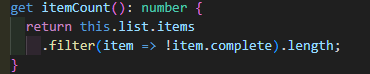 get itemCount(): number {
  return this.list.items
    .filter(item => !item.complete).length;
}